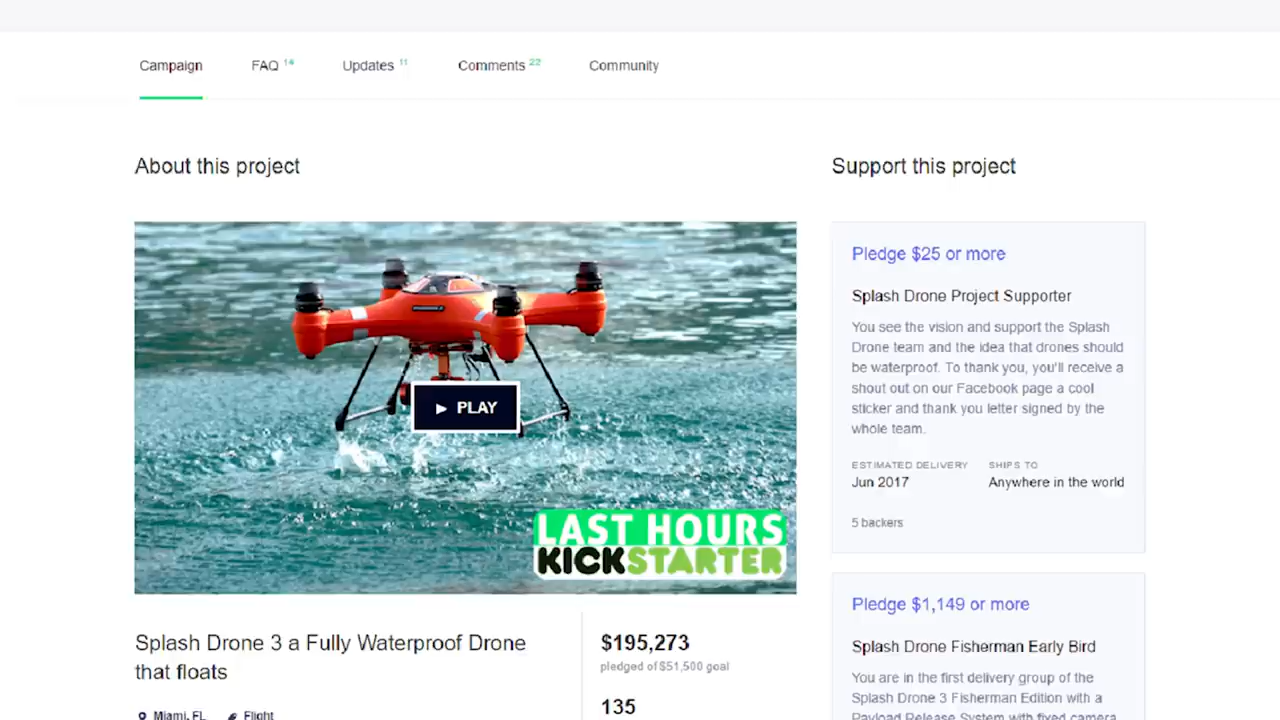 Campaign FAQ 14 Updates 11 Comments 22 Community
About this project
Support this project
PLAY
LAST HOURS
KICKSTARTER
Splash Drone 3 a Fully Waterproof Drone
that floats
Miami, FL Flight
$195,273
pledged of $51,500 goal
135
Pledge $25 or more
Splash Drone Project Supporter
You see the vision and support the Splash
Drone team and the idea that drones should
be waterproof. To thank you, you'll receive a
shout out on our Facebook page a cool
sticker and thank you letter signed by the
whole team.
ESTIMATED DELIVERY SHIPS TO
Jun 2017 Anywhere in the world
5 backers
Pledge $1,149 or more
Splash Drone Fisherman Early Bird
You are in the first delivery group of the
Splash Drone 3 Fisherman Edition with a
Payload Release System with fixed camera